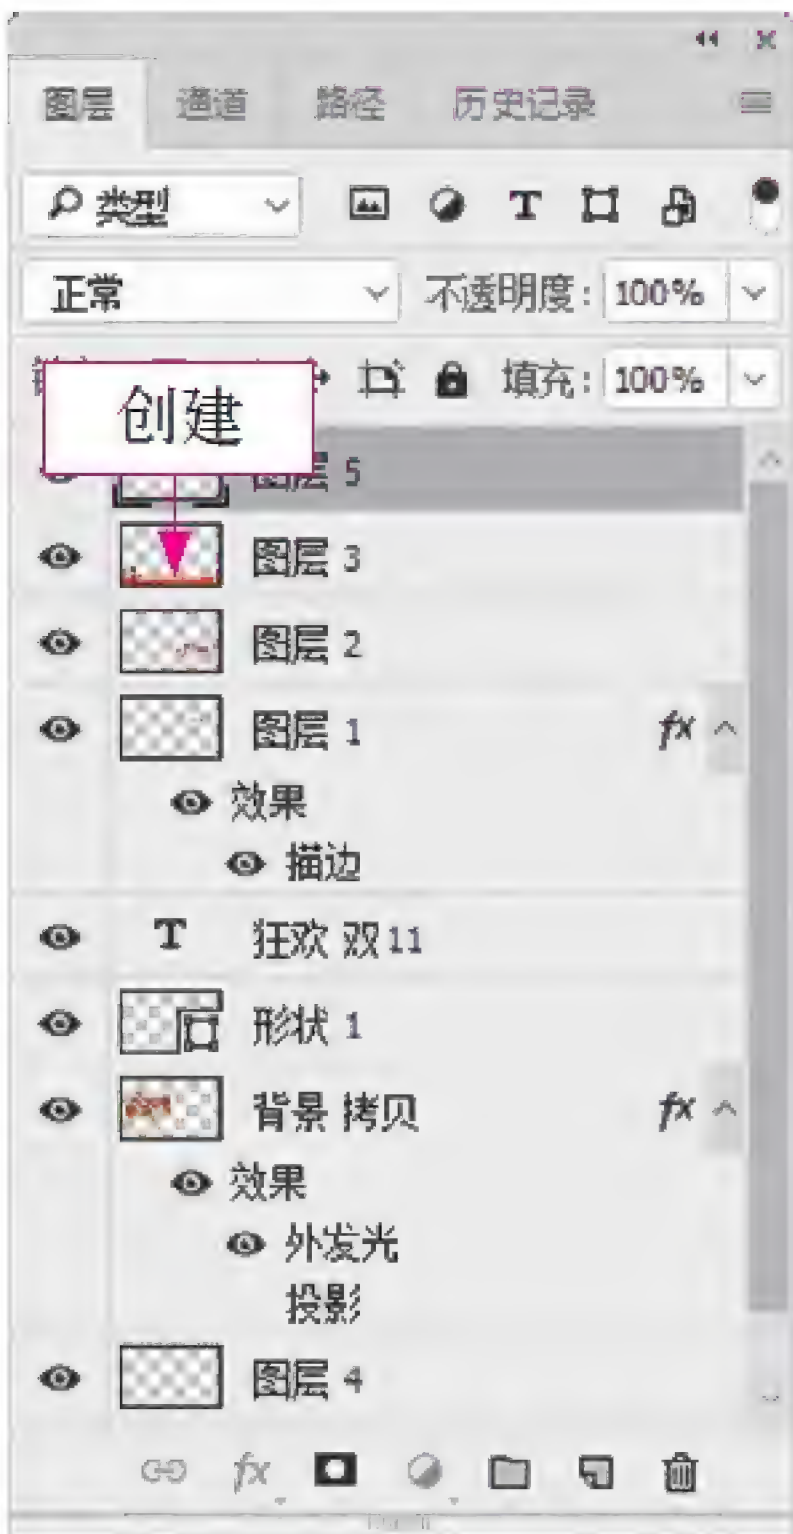 图层 通道 路径 历史记录
类型 T
正常 不透明度: 100%
填充: 100%
创建
图层 5
图层 3
图层 2
图层 1 fx
效果
描边
T 狂欢 双11
形状 1
背景 拷贝 fx
效果
外发光
投影
图层 4
fx